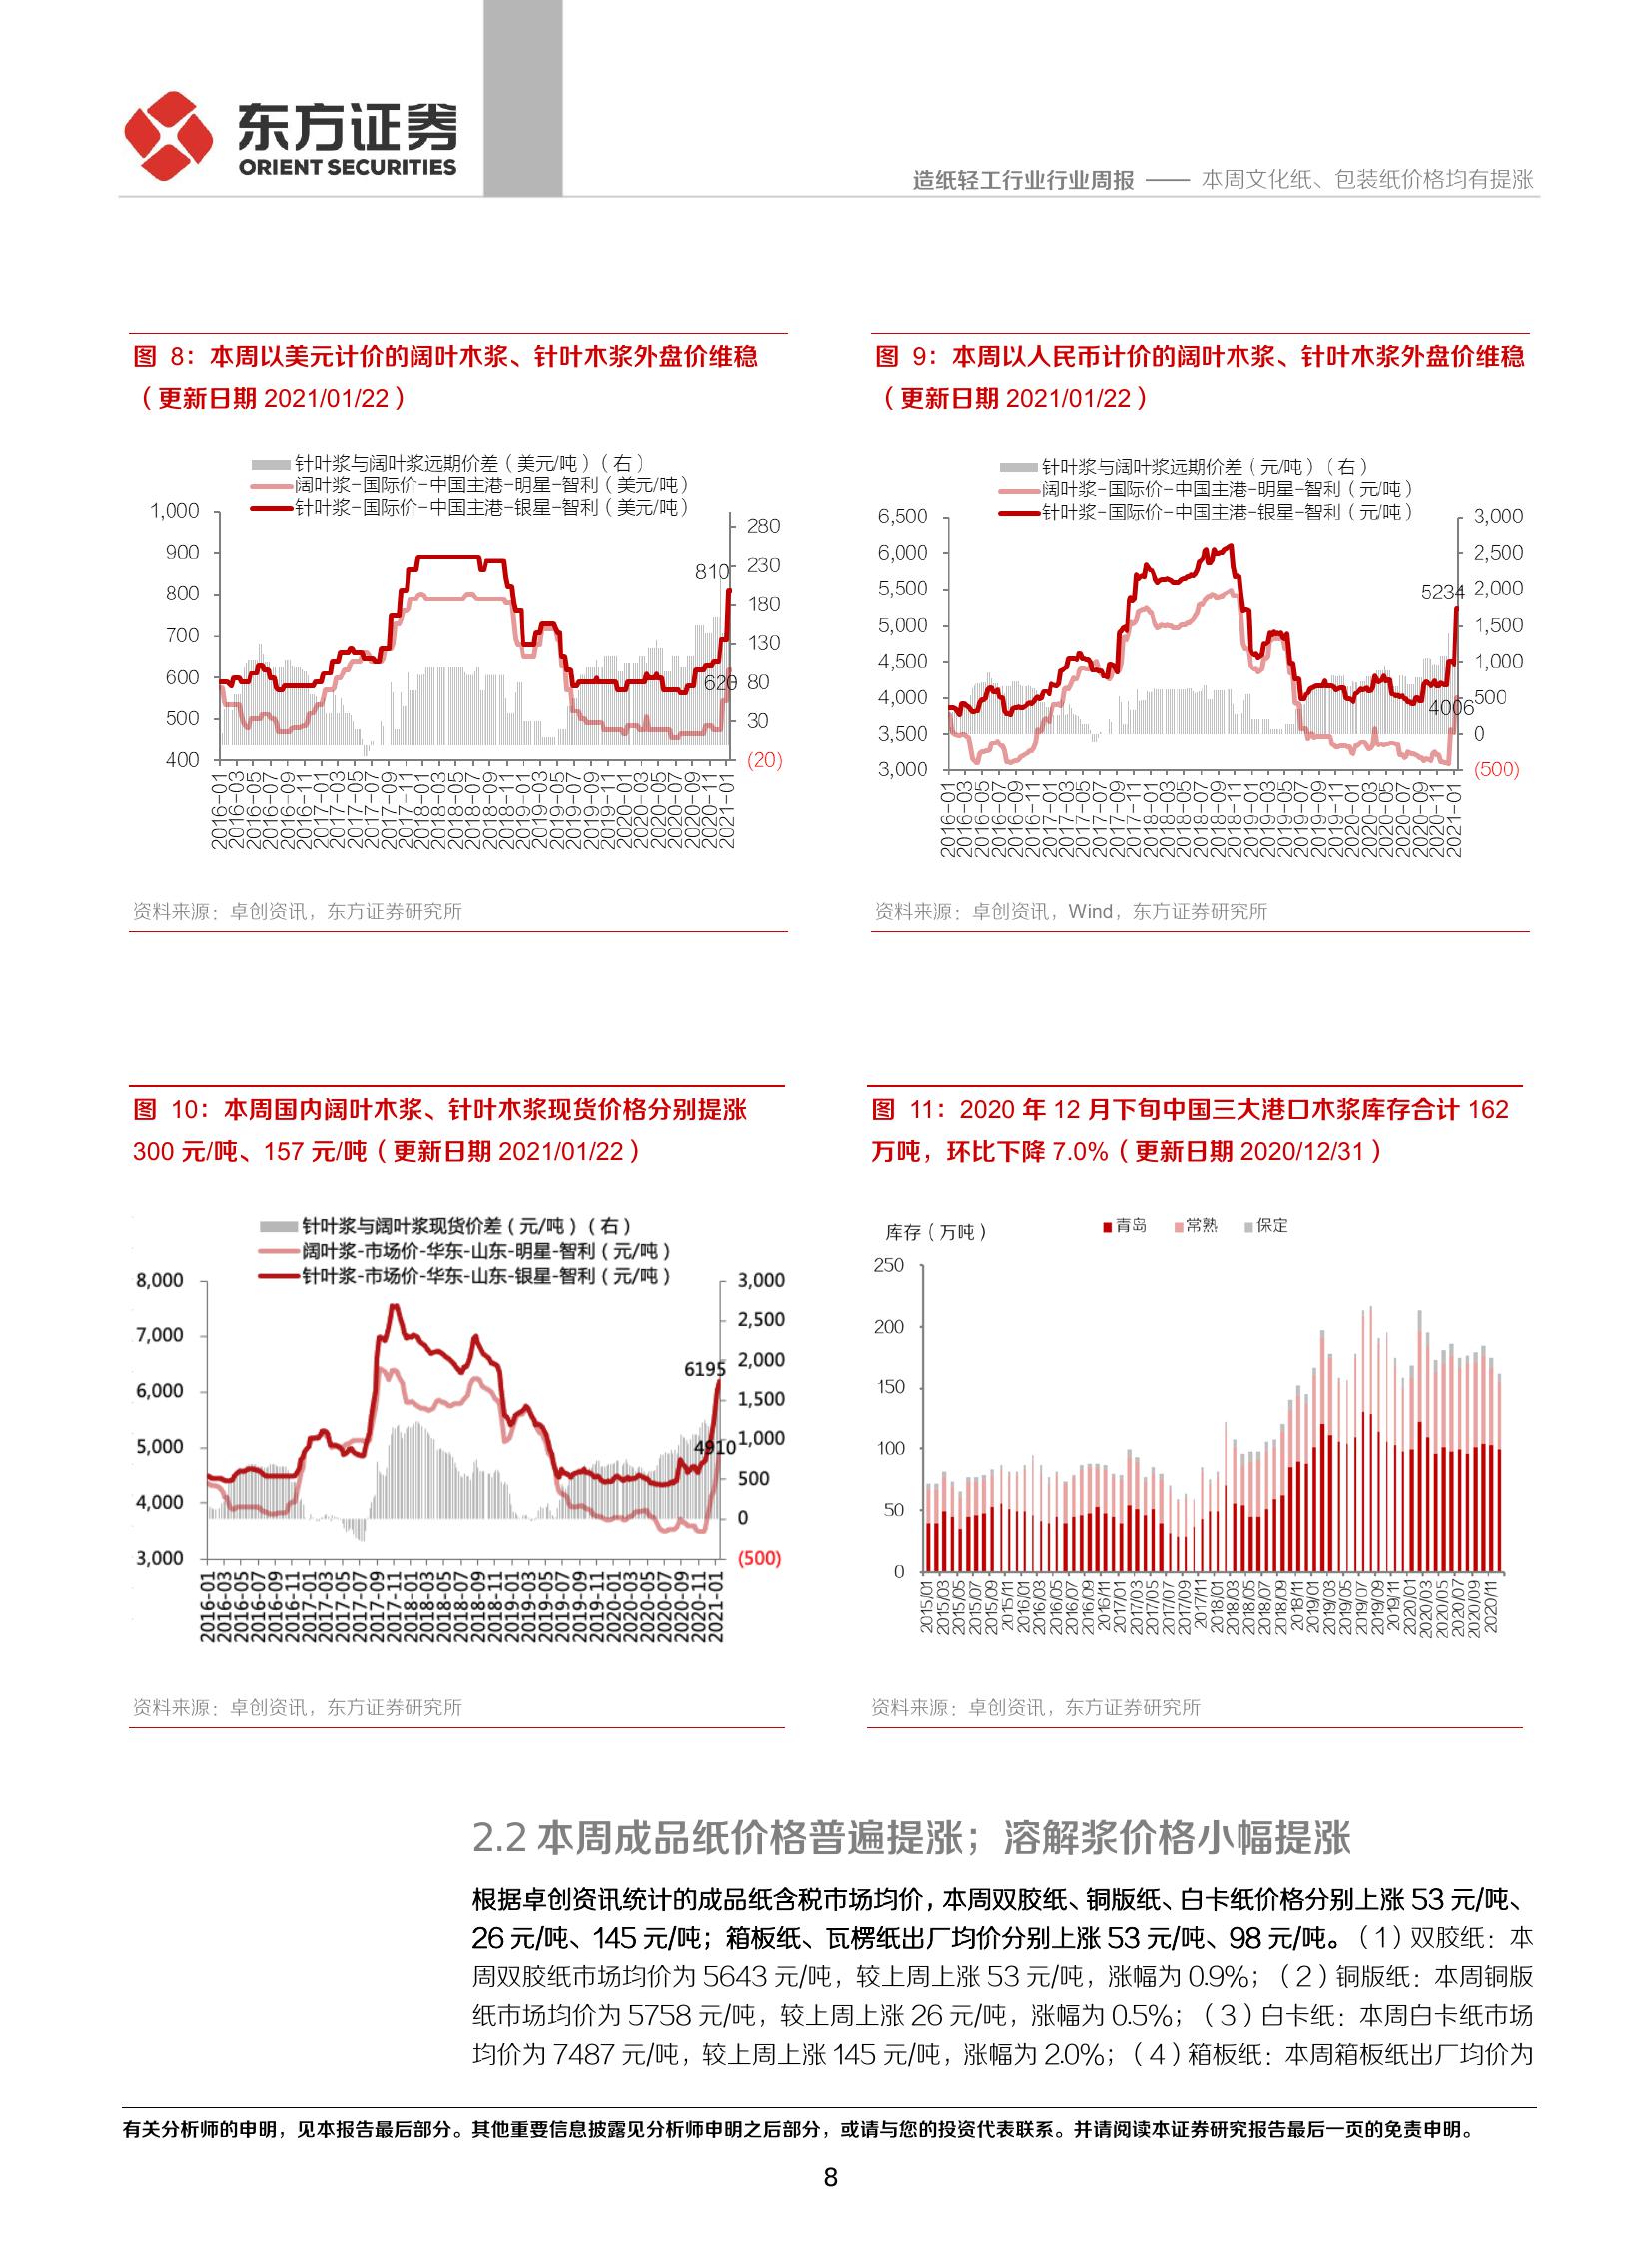 东方证券
ORIENT SECURITIES
造纸轻工行业行业周报 —— 本周文化纸、包装纸价格均有提涨
图 8：本周以美元计价的阔叶木浆、针叶木浆外盘价维稳
（更新日期 2021/01/22）
针叶浆与阔叶浆远期价差（美元/吨）（右）
阔叶浆-国际价-中国主港-明星-智利（美元/吨）
针叶浆-国际价-中国主港-银星-智利（美元/吨）
1,000
900
800
700
600
500
400
280
230
180
130
80
30
(20)
810
620
2016-01 2016-03 2016-05 2016-07 2016-09 2016-11 2017-01 2017-03 2017-05 2017-07 2017-09 2017-11 2018-01 2018-03 2018-05 2018-07 2018-09 2018-11 2019-01 2019-03 2019-05 2019-07 2019-09 2019-11 2020-01 2020-03 2020-05 2020-07 2020-09 2020-11 2021-01
资料来源：卓创资讯，东方证券研究所
图 9：本周以人民币计价的阔叶木浆、针叶木浆外盘价维稳
（更新日期 2021/01/22）
针叶浆与阔叶浆远期价差（元/吨）（右）
阔叶浆-国际价-中国主港-明星-智利（元/吨）
针叶浆-国际价-中国主港-银星-智利（元/吨）
6,500
6,000
5,500
5,000
4,500
4,000
3,500
3,000
3,000
2,500
2,000
1,500
1,000
500
0
(500)
5234
4006
2016-01 2016-03 2016-05 2016-07 2016-09 2016-11 2017-01 2017-03 2017-05 2017-07 2017-09 2017-11 2018-01 2018-03 2018-05 2018-07 2018-09 2018-11 2019-01 2019-03 2019-05 2019-07 2019-09 2019-11 2020-01 2020-03 2020-05 2020-07 2020-09 2020-11 2021-01
资料来源：卓创资讯，Wind，东方证券研究所
图 10：本周国内阔叶木浆、针叶木浆现货价格分别提涨
300 元/吨、157 元/吨（更新日期 2021/01/22）
针叶浆与阔叶浆现货价差（元/吨）（右）
阔叶浆-市场价-华东-山东-明星-智利（元/吨）
针叶浆-市场价-华东-山东-银星-智利（元/吨）
8,000
7,000
6,000
5,000
4,000
3,000
3,000
2,500
2,000
1,500
1,000
500
0
(500)
6195
4910
2016-01 2016-03 2016-05 2016-07 2016-09 2016-11 2017-01 2017-03 2017-05 2017-07 2017-09 2017-11 2018-01 2018-03 2018-05 2018-07 2018-09 2018-11 2019-01 2019-03 2019-05 2019-07 2019-09 2019-11 2020-01 2020-03 2020-05 2020-07 2020-09 2020-11 2021-01
资料来源：卓创资讯，东方证券研究所
图 11：2020 年 12 月下旬中国三大港口木浆库存合计 162
万吨，环比下降 7.0%（更新日期 2020/12/31）
库存（万吨）
青岛 常熟 保定
250
200
150
100
50
0
2015/01 2015/03 2015/05 2015/07 2015/09 2015/11 2016/01 2016/03 2016/05 2016/07 2016/09 2016/11 2017/01 2017/03 2017/05 2017/07 2017/09 2017/11 2018/01 2018/03 2018/05 2018/07 2018/09 2018/11 2019/01 2019/03 2019/05 2019/07 2019/09 2019/11 2020/01 2020/03 2020/05 2020/07 2020/09 2020/11
资料来源：卓创资讯，东方证券研究所
2.2 本周成品纸价格普遍提涨；溶解浆价格小幅提涨
根据卓创资讯统计的成品纸含税市场均价，本周双胶纸、铜版纸、白卡纸价格分别上涨 53 元/吨、
26 元/吨、145 元/吨；箱板纸、瓦楞纸出厂均价分别上涨 53 元/吨、98 元/吨。（1）双胶纸：本
周双胶纸市场均价为 5643 元/吨，较上周上涨 53 元/吨，涨幅为 0.9%；（2）铜版纸：本周铜版
纸市场均价为 5758 元/吨，较上周上涨 26 元/吨，涨幅为 0.5%；（3）白卡纸：本周白卡纸市场
均价为 7487 元/吨，较上周上涨 145 元/吨，涨幅为 2.0%；（4）箱板纸：本周箱板纸出厂均价为
有关分析师的申明，见本报告最后部分。其他重要信息披露见分析师申明之后部分，或请与您的投资代表联系。并请阅读本证券研究报告最后一页的免责申明。
8